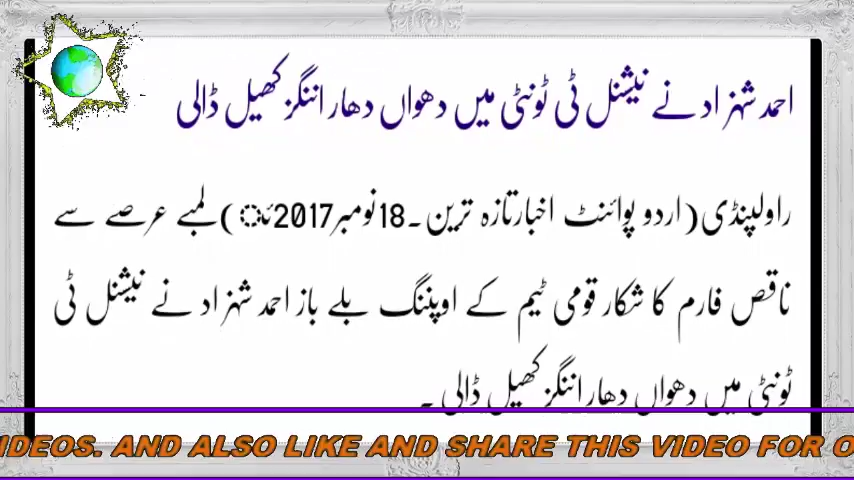 احمد شہزاد نے نیشنل ٹی ٹونٹی میں دھواں دھار اننگز کھیل ڈالی
راولپنڈی(اردو پوائنٹ اخبارتازہ ترین۔18نومبر2017ئ◌)لمبے عرصے سے
ناقص فارم کا شکار قومی ٹیم کے اوپننگ بلے باز احمد شہزاد نے نیشنل ٹی
ٹونٹی میں دھواں دھار اننگز کھیل ڈالی ۔
IDEOS. AND ALSO LIKE AND SHARE THIS VIDEO FOR O